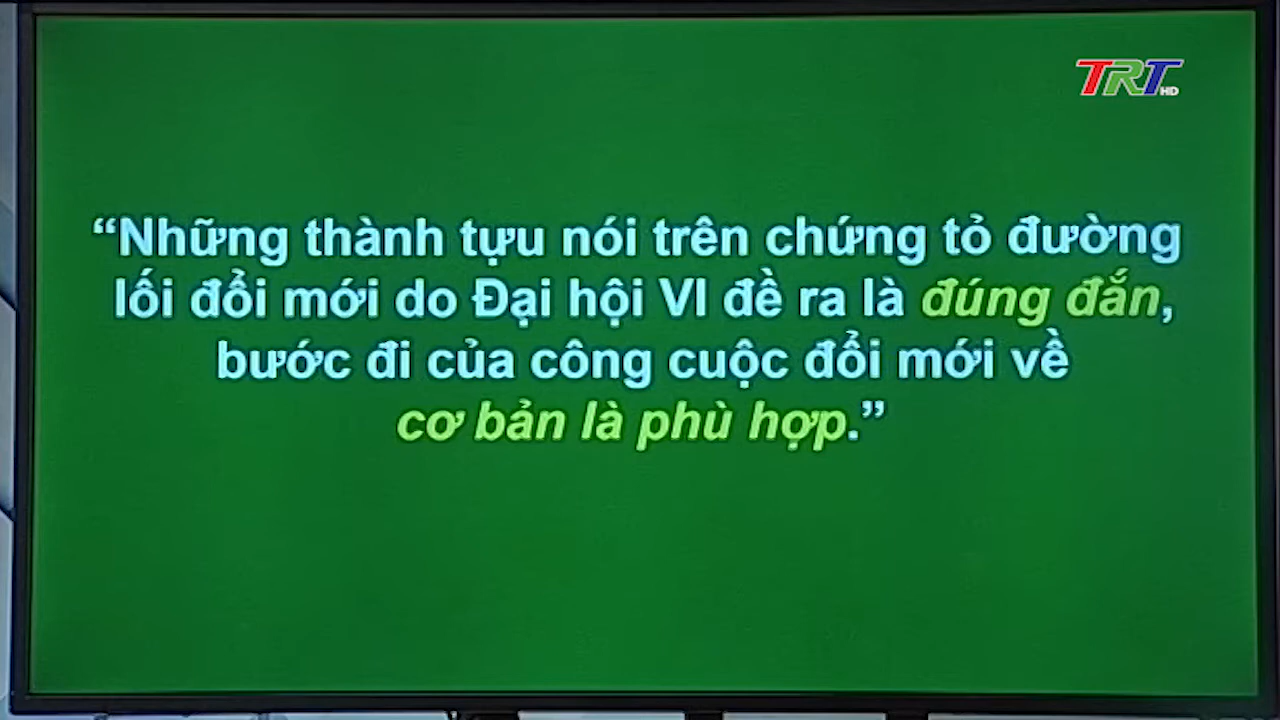 TRT HD
“Những thành tựu nói trên chứng tỏ đường
lối đổi mới do Đại hội VI đề ra là đúng đắn,
bước đi của công cuộc đổi mới về
cơ bản là phù hợp.”